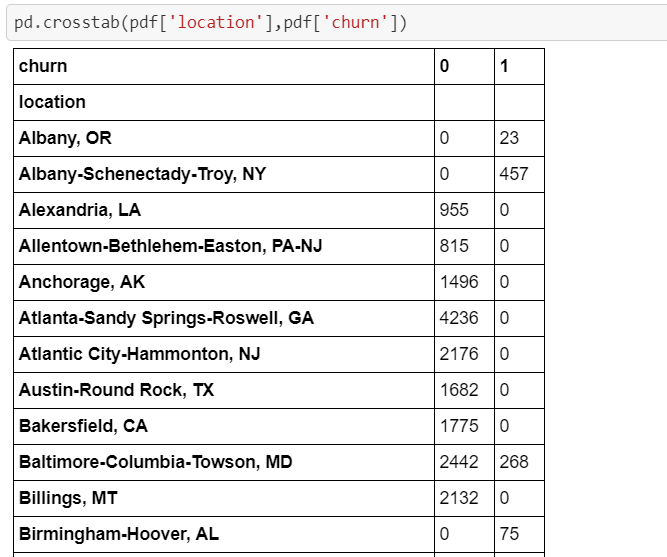 pd.crosstab(pdf['location'],pdf['churn'])
churn 0 1
location
Albany, OR 0 23
Albany-Schenectady-Troy, NY 0 457
Alexandria, LA 955 0
Allentown-Bethlehem-Easton, PA-NJ 815 0
Anchorage, AK 1496 0
Atlanta-Sandy Springs-Roswell, GA 4236 0
Atlantic City-Hammonton, NJ 2176 0
Austin-Round Rock, TX 1682 0
Bakersfield, CA 1775 0
Baltimore-Columbia-Towson, MD 2442 268
Billings, MT 2132 0
Birmingham-Hoover, AL 0 75